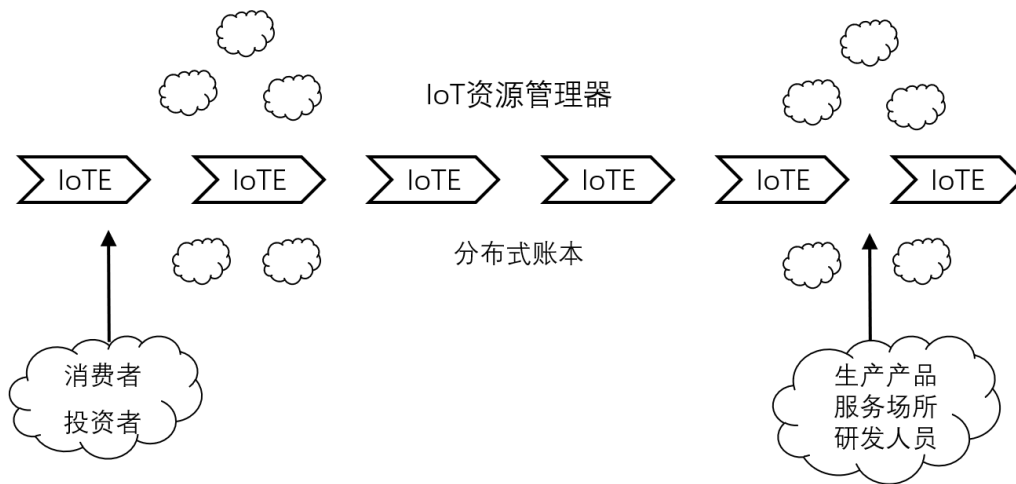 IoT资源管理器
IoTE IoTE IoTE IoTE IoTE IoTE
分布式账本
消费者
投资者
生产产品
服务场所
研发人员